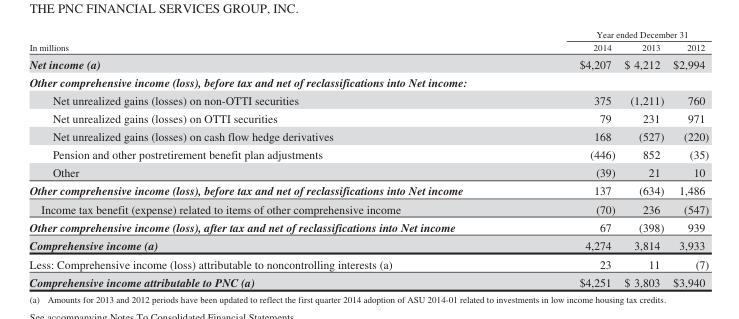 THE PNC FINANCIAL SERVICES GROUP, INC.
Year ended December 31
In millions 2014 2013 2012
Net income (a) $4,207 $ 4,212 $2,994
Other comprehensive income (loss), before tax and net of reclassifications into Net income:
Net unrealized gains (losses) on non-OTTI securities 375 (1,211) 760
Net unrealized gains (losses) on OTTI securities 79 231 971
Net unrealized gains (losses) on cash flow hedge derivatives 168 (527) (220)
Pension and other postretirement benefit plan adjustments (446) 852 (35)
Other (39) 21 10
Other comprehensive income (loss), before tax and net of reclassifications into Net income 137 (634) 1,486
Income tax benefit (expense) related to items of other comprehensive income (70) 236 (547)
Other comprehensive income (loss), after tax and net of reclassifications into Net income 67 (398) 939
Comprehensive income (a) 4,274 3,814 3,933
Less: Comprehensive income (loss) attributable to noncontrolling interests (a) 23 11 (7)
Comprehensive income attributable to PNC (a) $4,251 $ 3,803 $3,940
(a) Amounts for 2013 and 2012 periods have been updated to reflect the first quarter 2014 adoption of ASU 2014-01 related to investments in low income housing tax credits.
See accompanying Notes To Consolidated Financial Statements